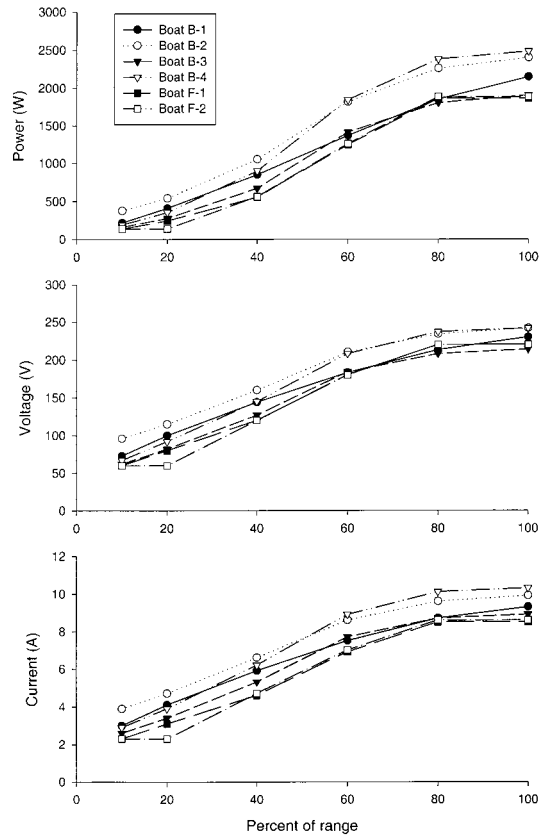 3000
2500
2000
1500
1000
500
0
Power (W)
Boat B-1
Boat B-2
Boat B-3
Boat B-4
Boat F-1
Boat F-2
0 20 40 60 80 100
300
250
200
150
100
50
0
Voltage (V)
0 20 40 60 80 100
12
10
8
6
4
2
0
Current (A)
0 20 40 60 80 100
Percent of range